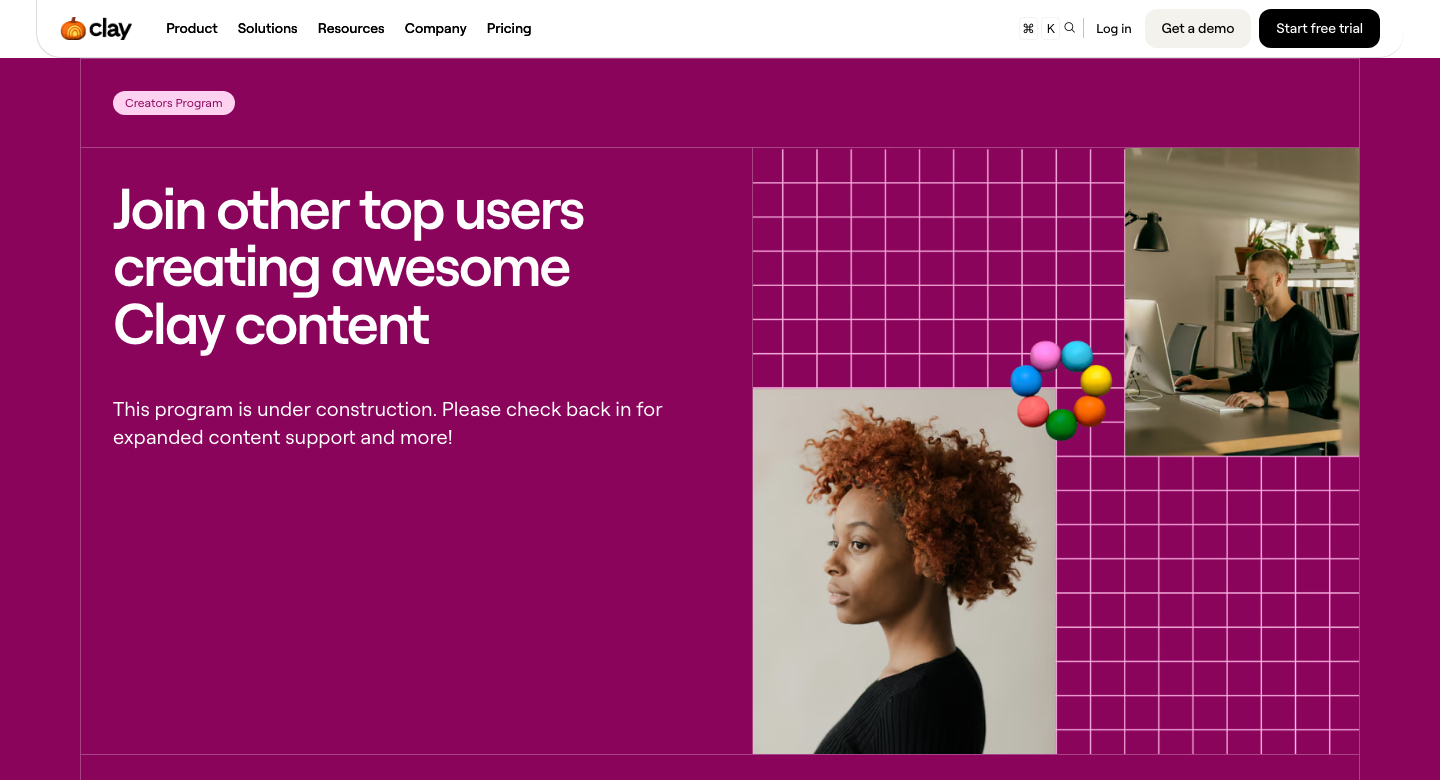 clay
Product Solutions Resources Company Pricing
⌘ K Log in Get a demo Start free trial
Creators Program
Join other top users
creating awesome
Clay content
This program is under construction. Please check back in for
expanded content support and more!